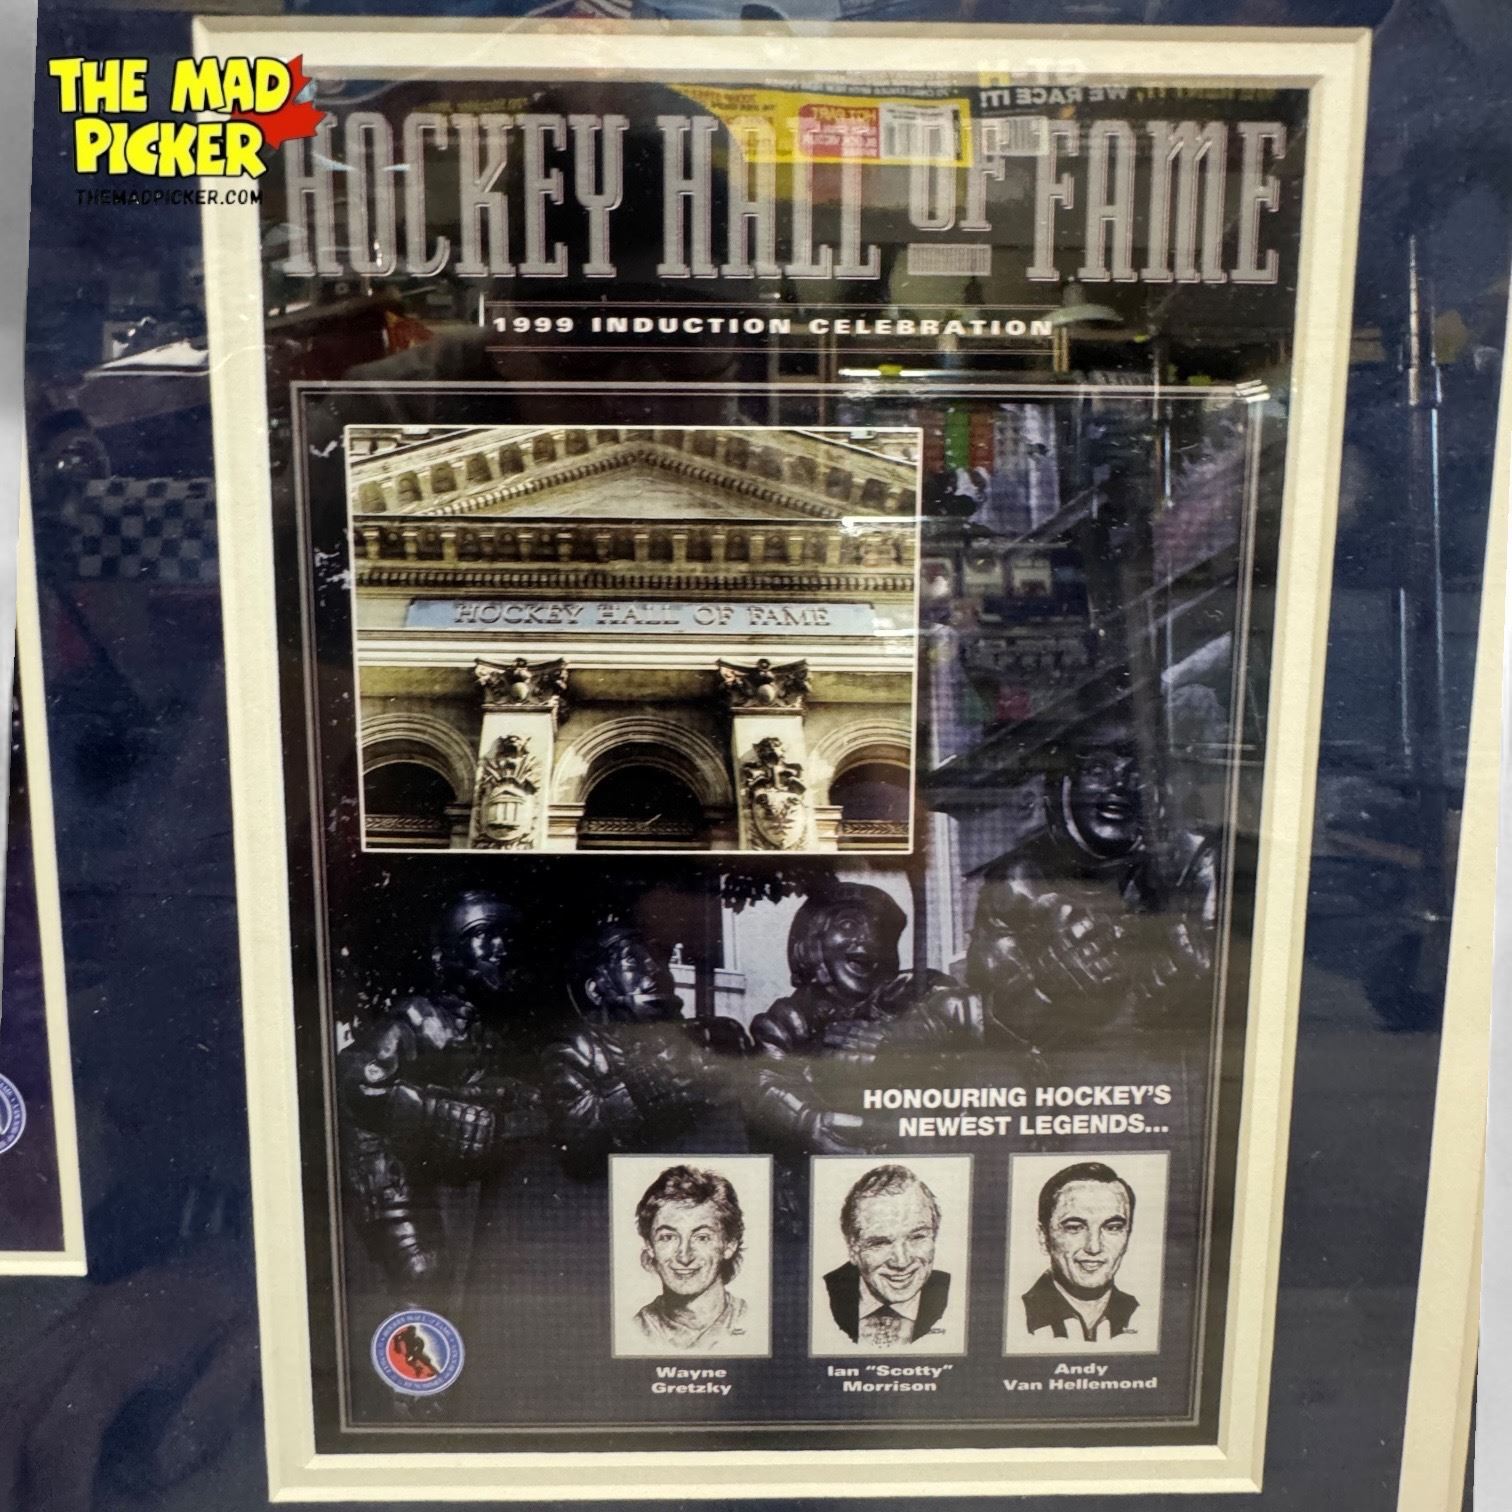 THE MAD
PICKER
THEMADPICKER.COM
HOCKEY HALL OF FAME
1999 INDUCTION CELEBRATION
HOCKEY HALL OF FAME
HONOURING HOCKEY'S
NEWEST LEGENDS...
Wayne
Gretzky
Ian "Scotty"
Morrison
Andy
Van Hellemond